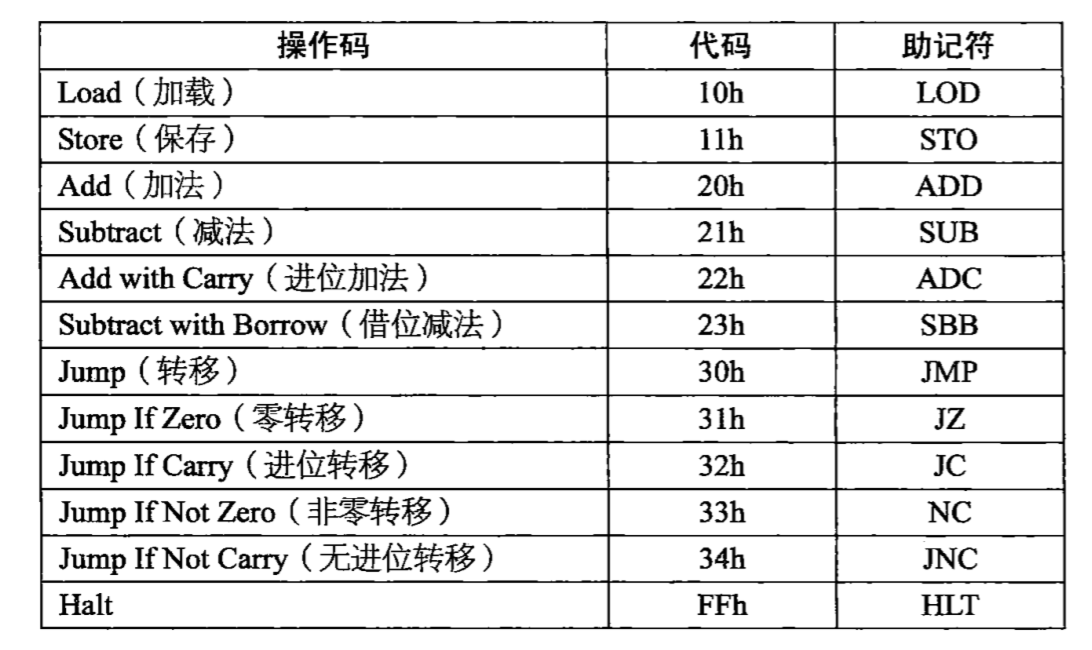 操作码 代码 助记符
Load（加载） 10h LOD
Store（保存） 11h STO
Add（加法） 20h ADD
Subtract（减法） 21h SUB
Add with Carry（进位加法） 22h ADC
Subtract with Borrow（借位减法） 23h SBB
Jump（转移） 30h JMP
Jump If Zero（零转移） 31h JZ
Jump If Carry（进位转移） 32h JC
Jump If Not Zero（非零转移） 33h NC
Jump If Not Carry（无进位转移） 34h JNC
Halt FFh HLT